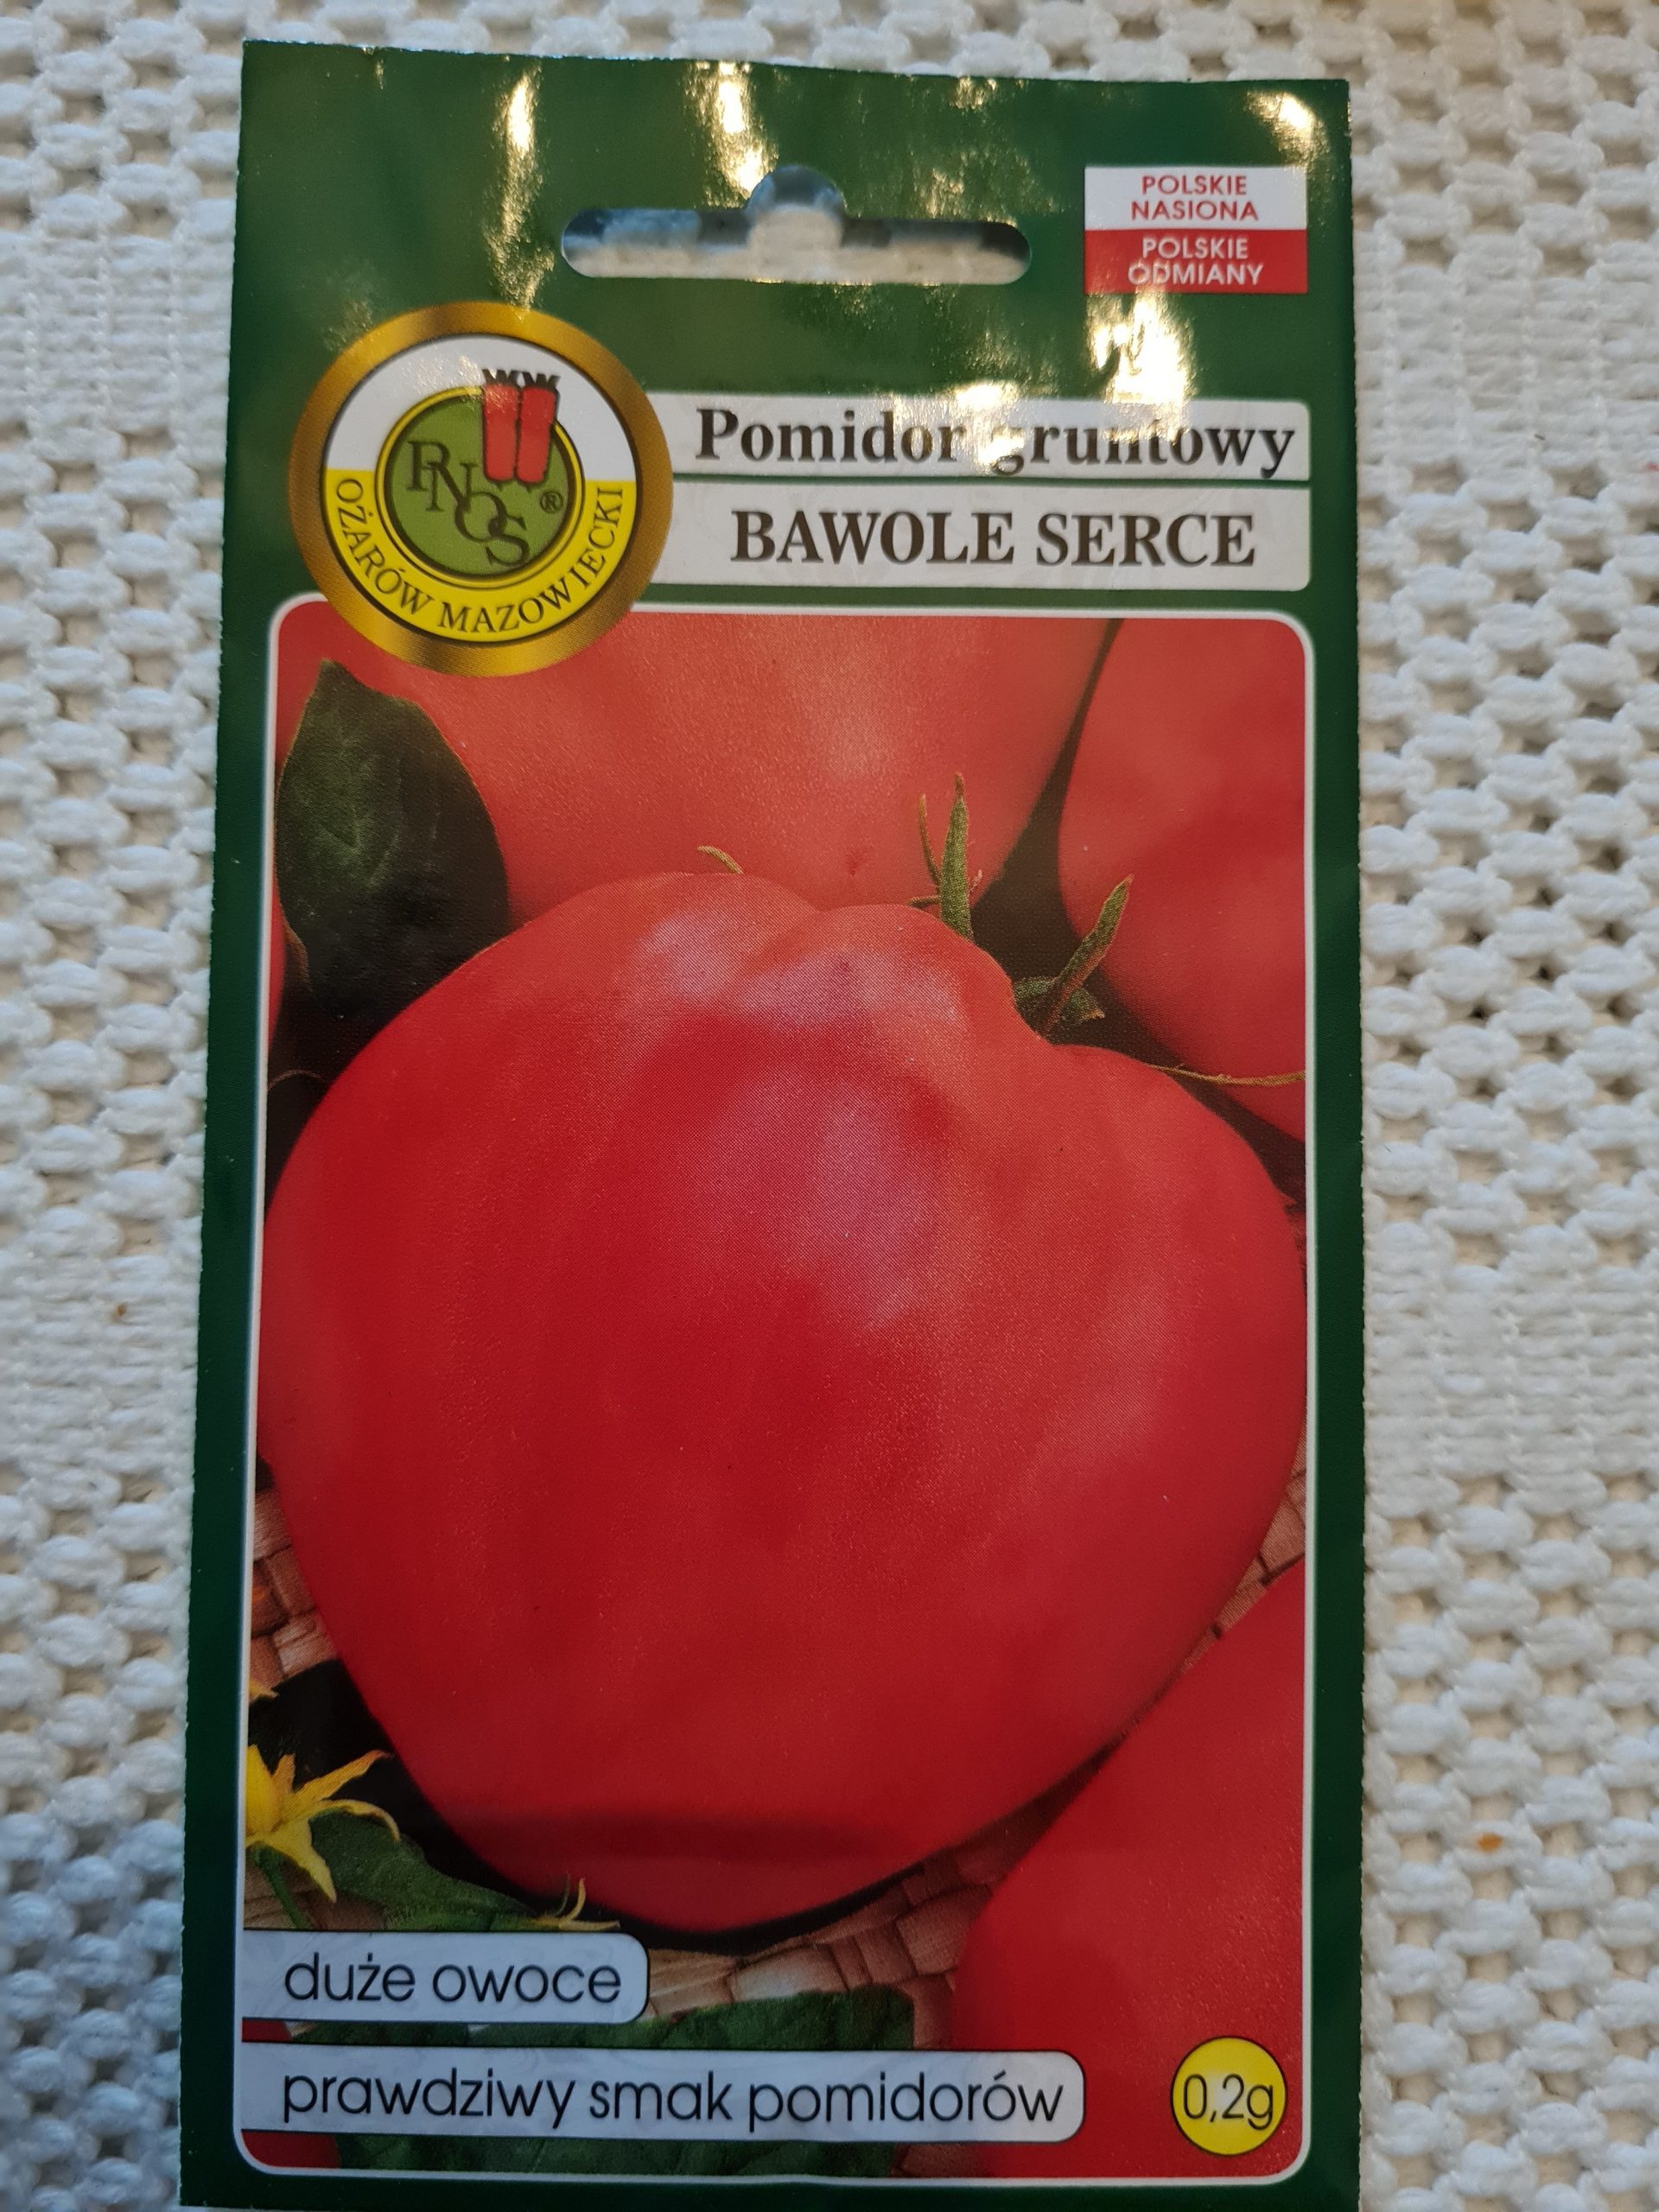 POLSKIE
NASIONA
POLSKIE
ODMIANY
PNOS®
OŻARÓW MAZOWIECKI
Pomidor gruntowy
BAWOLE SERCE
duże owoce
prawdziwy smak pomidorów
0,2g